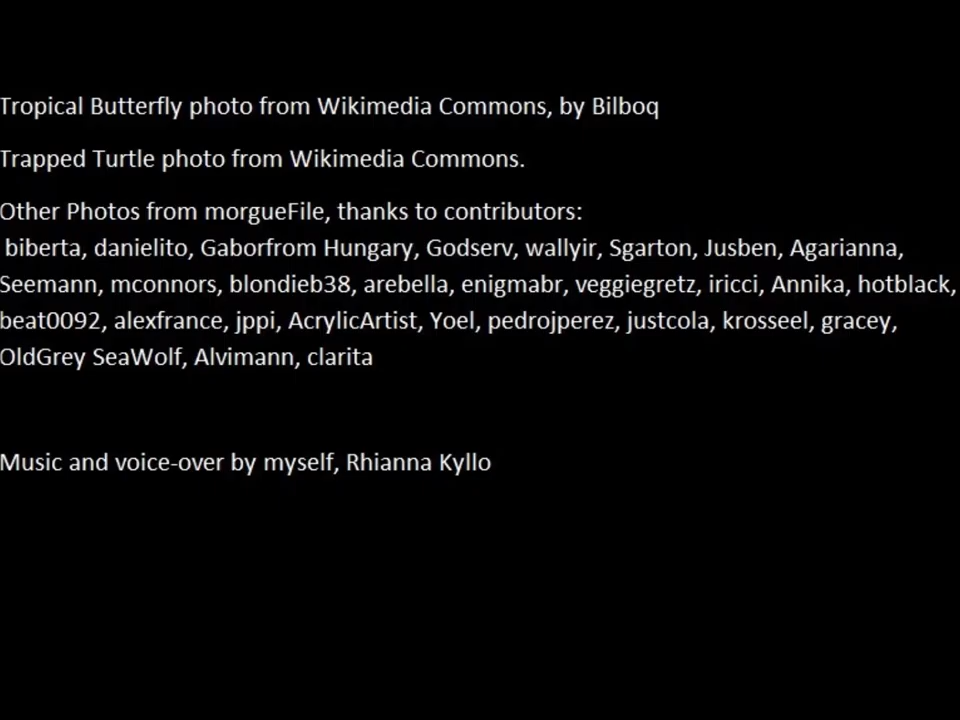 Tropical Butterfly photo from Wikimedia Commons, by Bilboq
Trapped Turtle photo from Wikimedia Commons.
Other Photos from morgueFile, thanks to contributors:
biberta, danielito, Gaborfrom Hungary, Godserv, wallyir, Sgarton, Jusben, Agarianna,
Seemann, mconnors, blondieb38, arebella, enigmabr, veggiegretz, iricci, Annika, hotblack,
beat0092, alexfrance, jppi, AcrylicArtist, Yoel, pedrojperez, justcola, krosseel, gracey,
OldGrey SeaWolf, Alvimann, clarita
Music and voice-over by myself, Rhianna Kyllo